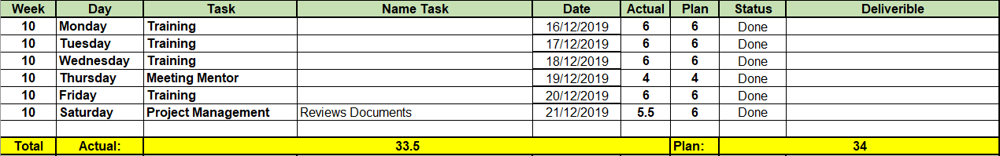 Week Day Task Name Task Date Actual Plan Status Deliverible
10 Monday Training 16/12/2019 6 6 Done
10 Tuesday Training 17/12/2019 6 6 Done
10 Wednesday Training 18/12/2019 6 6 Done
10 Thursday Meeting Mentor 19/12/2019 4 4 Done
10 Friday Training 20/12/2019 6 6 Done
10 Saturday Project Management Reviews Documents 21/12/2019 5.5 6 Done
Total Actual: 33.5 Plan: 34